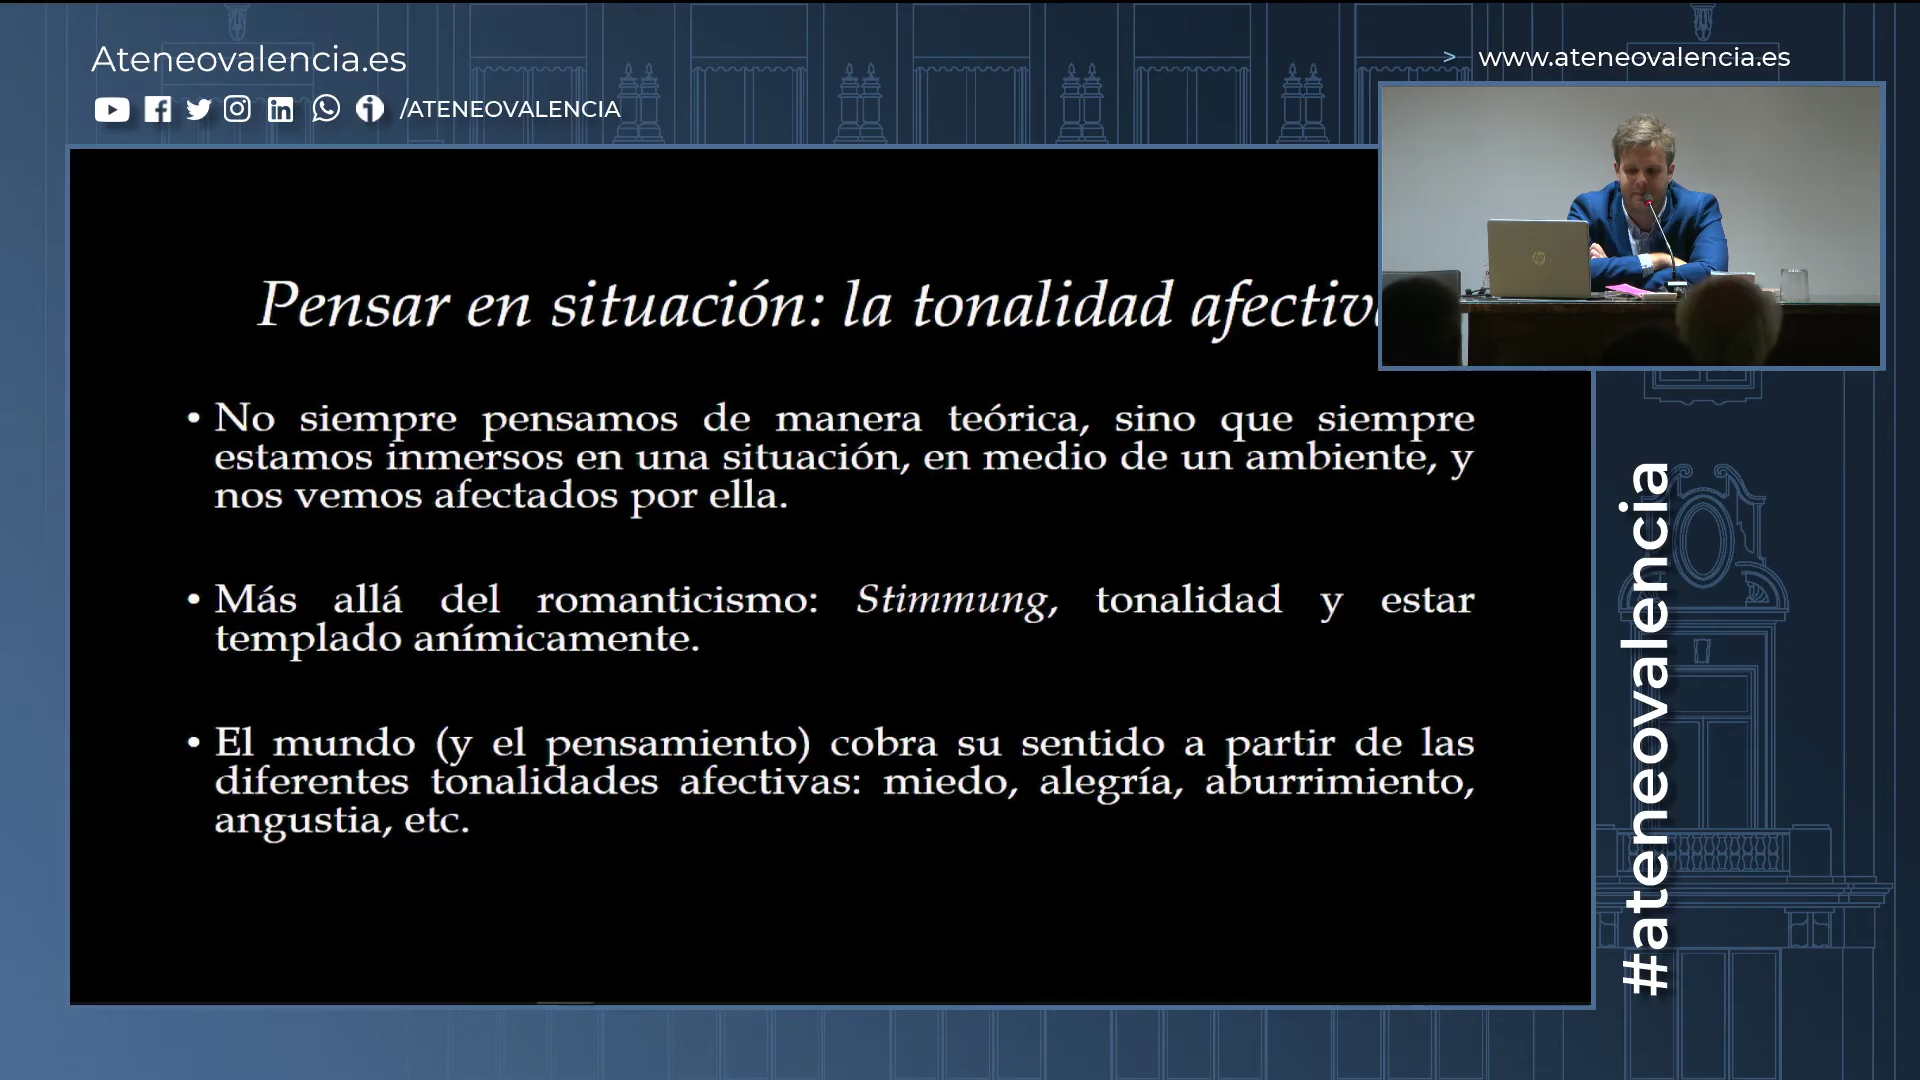 Ateneovalencia.es
/ATENEOVALENCIA
> www.ateneovalencia.es
Pensar en situación: la tonalidad afectiv
• No siempre pensamos de manera teórica, sino que siempre
estamos inmersos en una situación, en medio de un ambiente, y
nos vemos afectados por ella.
• Más allá del romanticismo: Stimmung, tonalidad y estar
templado anímicamente.
• El mundo (y el pensamiento) cobra su sentido a partir de las
diferentes tonalidades afectivas: miedo, alegría, aburrimiento,
angustia, etc.
#ateneovalencia